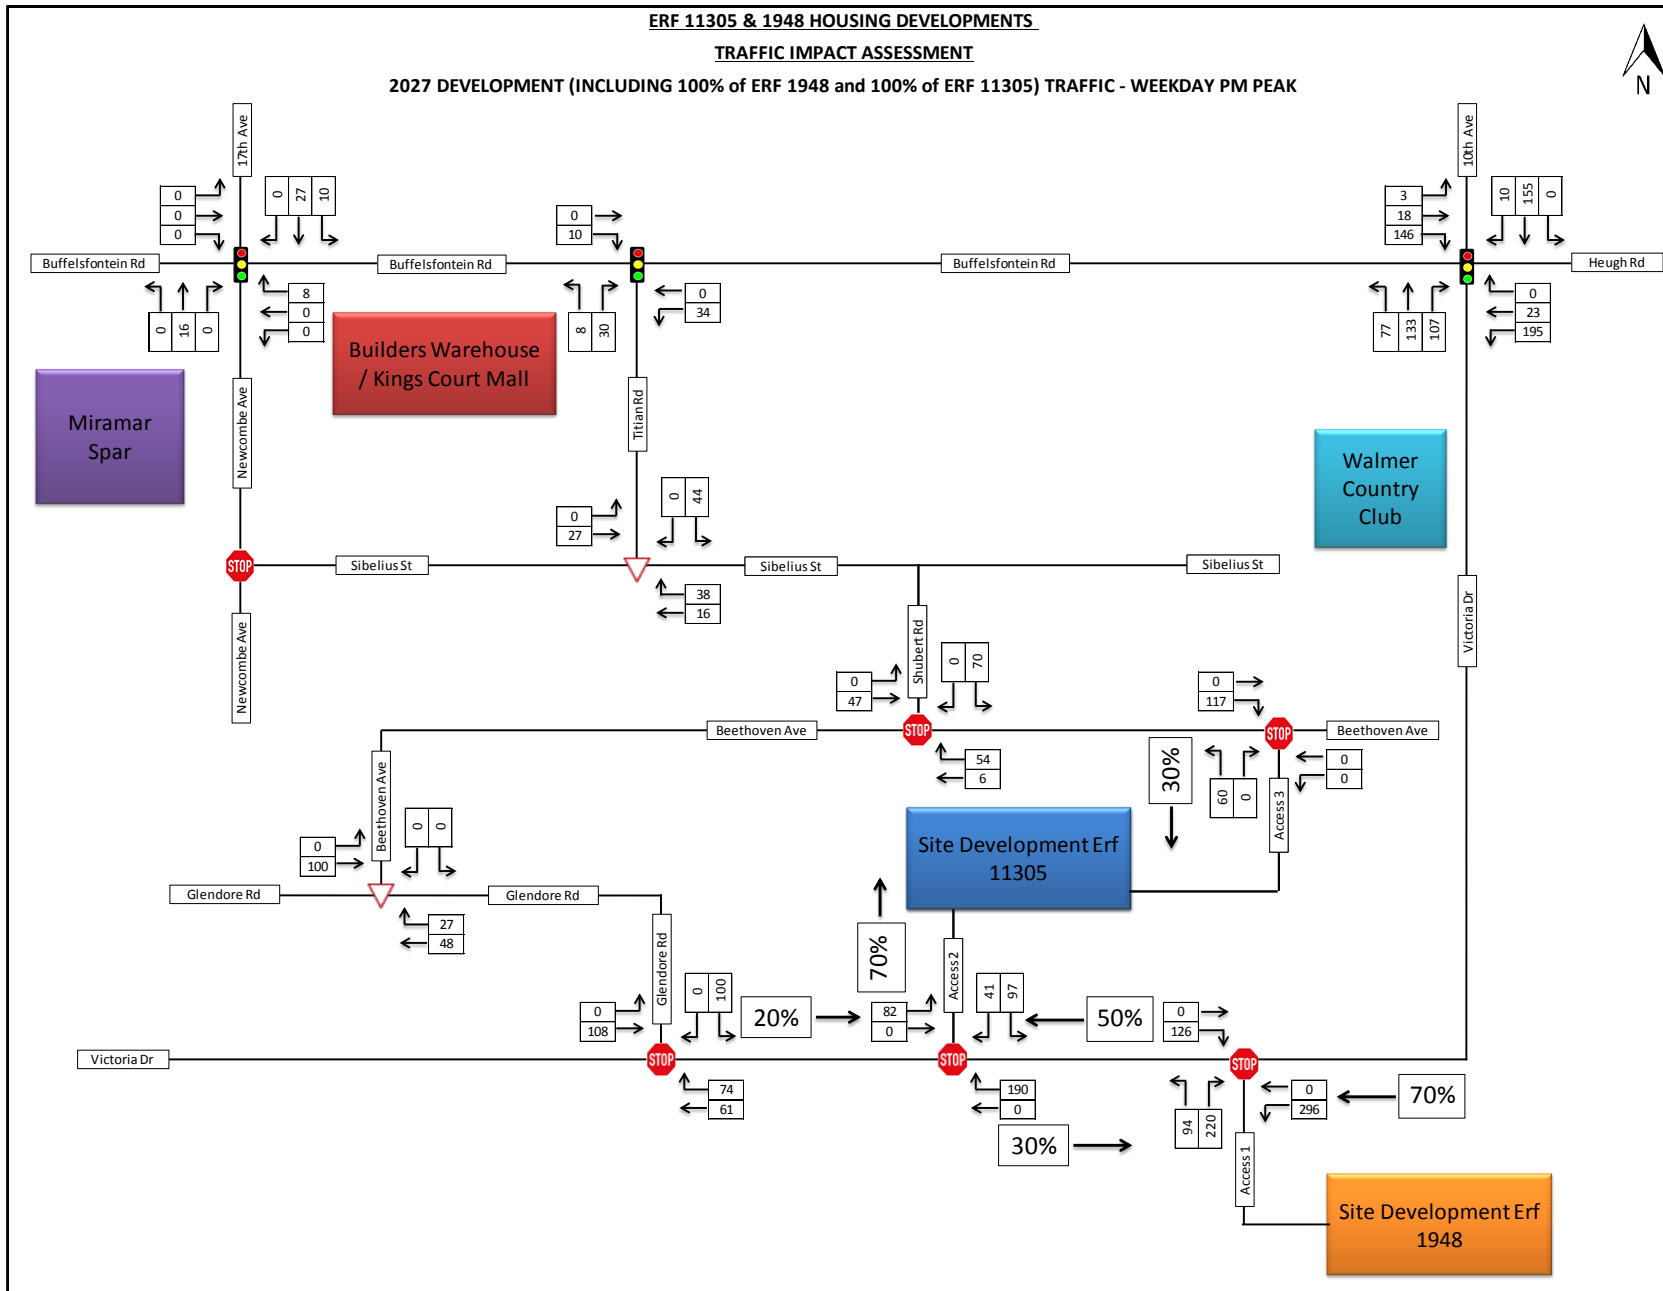 ERF 11305 & 1948 HOUSING DEVELOPMENTS
TRAFFIC IMPACT ASSESSMENT
2027 DEVELOPMENT (INCLUDING 100% of ERF 1948 and 100% of ERF 11305) TRAFFIC - WEEKDAY PM PEAK
N
17th Ave
0
0
0
0 27 10
Buffelsfontein Rd
Buffelsfontein Rd
0 16 0
8
0
0
0
10
8 30
0
34
Buffelsfontein Rd
10th Ave
3
18
146
10 155 0
Heugh Rd
77 133 107
0
23
195
Miramar
Spar
Builders Warehouse
/ Kings Court Mall
Walmer
Country
Club
Newcombe Ave
Titian Rd
Victoria Dr
0
27
0 44
STOP
Sibelius St
Sibelius St
Sibelius St
38
16
Newcombe Ave
Shubert Rd
0
47
0 70
0
117
Beethoven Ave
STOP
STOP
Beethoven Ave
54
6
30%
60 0
0
0
Access 3
Beethoven Ave
0
100
0 0
Site Development Erf
11305
Glendore Rd
Glendore Rd
27
48
70%
Glendore Rd
Access 2
0
108
0 100
20%
82
0
41 97
50%
0
126
Victoria Dr
STOP
STOP
STOP
74
61
190
0
94 220
0
296
70%
30%
Access 1
Site Development Erf
1948